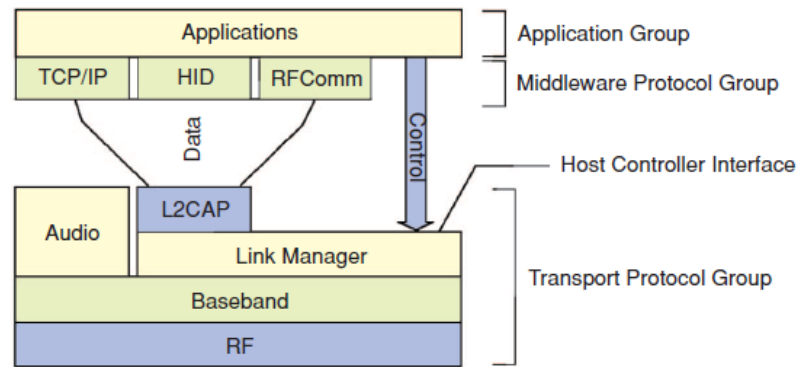 Applications
Application Group
TCP/IP
HID
RFComm
Middleware Protocol Group
Data
Control
Host Controller Interface
L2CAP
Audio
Link Manager
Transport Protocol Group
Baseband
RF